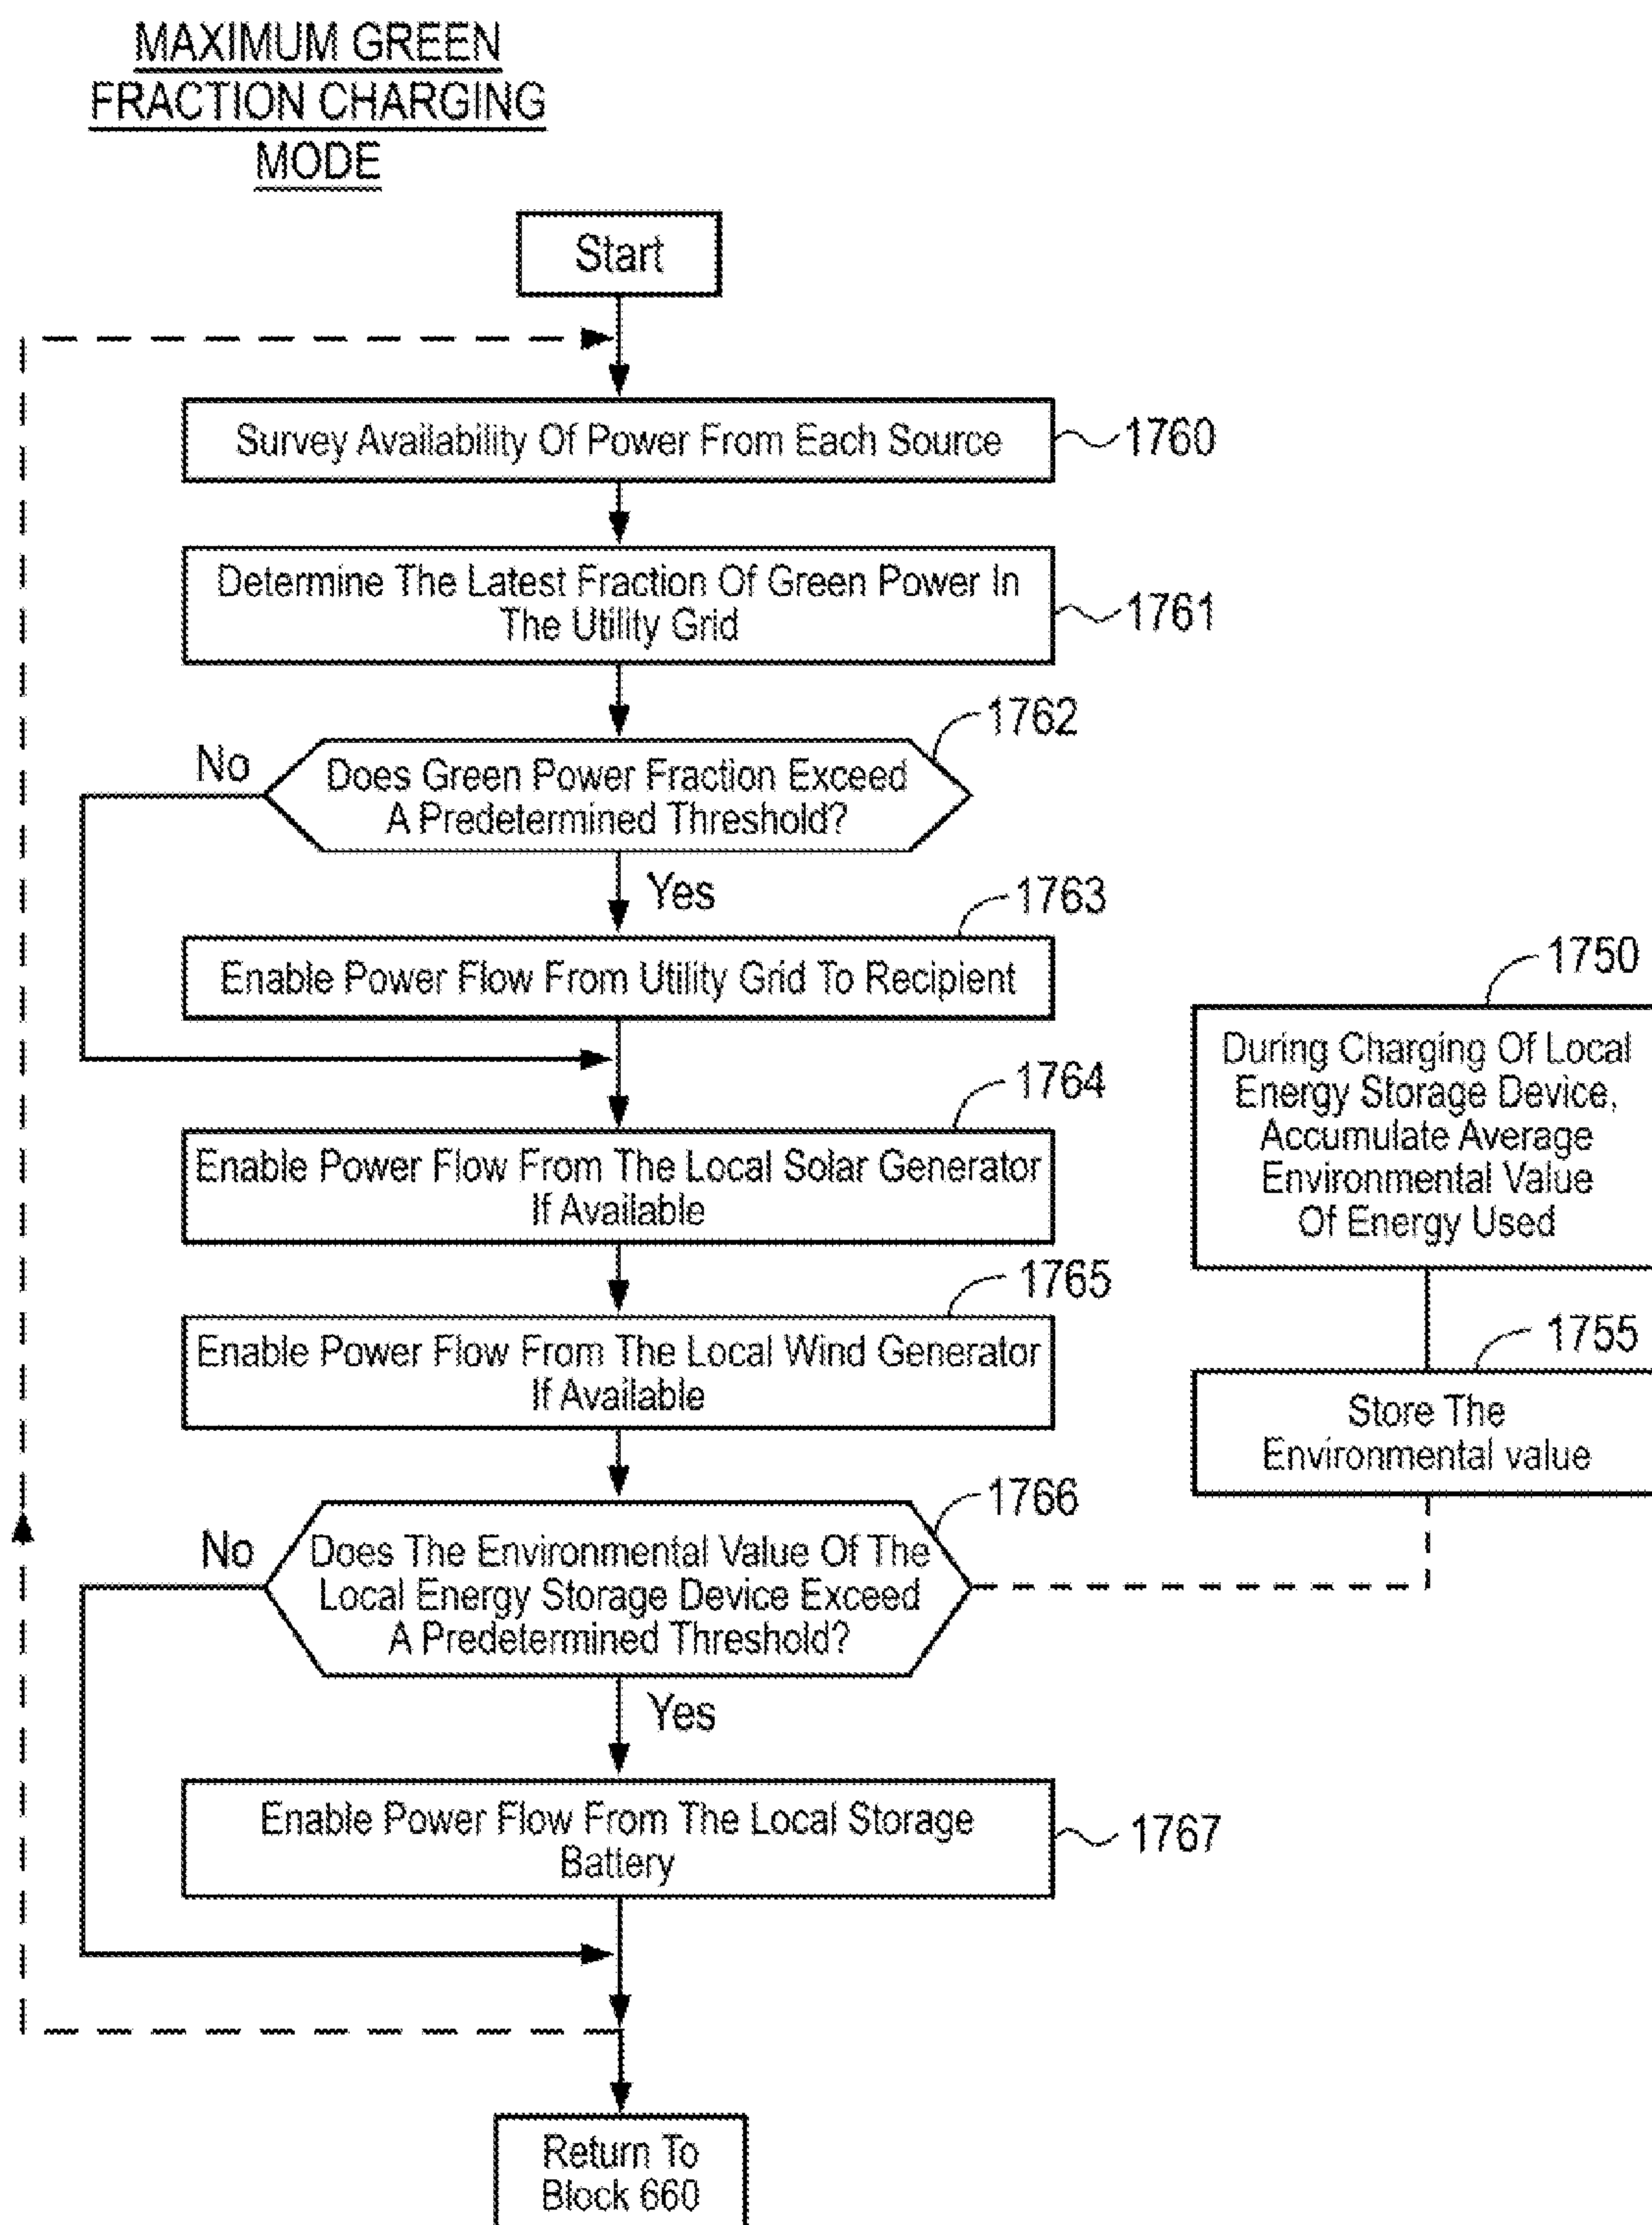 MAXIMUM GREEN
FRACTION CHARGING
MODE
Start
Survey Availability Of Power From Each Source
1760
Determine The Latest Fraction Of Green Power In
The Utility Grid
1761
1762
No
Does Green Power Fraction Exceed
A Predetermined Threshold?
Yes
1763
Enable Power Flow From Utility Grid To Recipient
1764
Enable Power Flow From The Local Solar Generator
If Available
1765
Enable Power Flow From The Local Wind Generator
If Available
1766
No
Does The Environmental Value Of The
Local Energy Storage Device Exceed
A Predetermined Threshold?
Yes
Enable Power Flow From The Local Storage
Battery
1767
Return To
Block 660
1750
During Charging Of Local
Energy Storage Device,
Accumulate Average
Environmental Value
Of Energy Used
1755
Store The
Environmental value